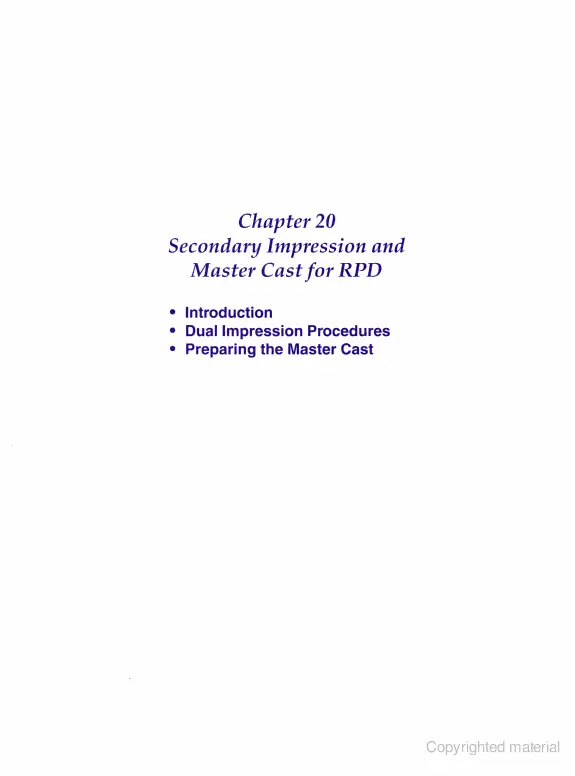 Chapter 20
Secondary Impression and
Master Cast for RPD
• Introduction
• Dual Impression Procedures
• Preparing the Master Cast
Copyrighted material